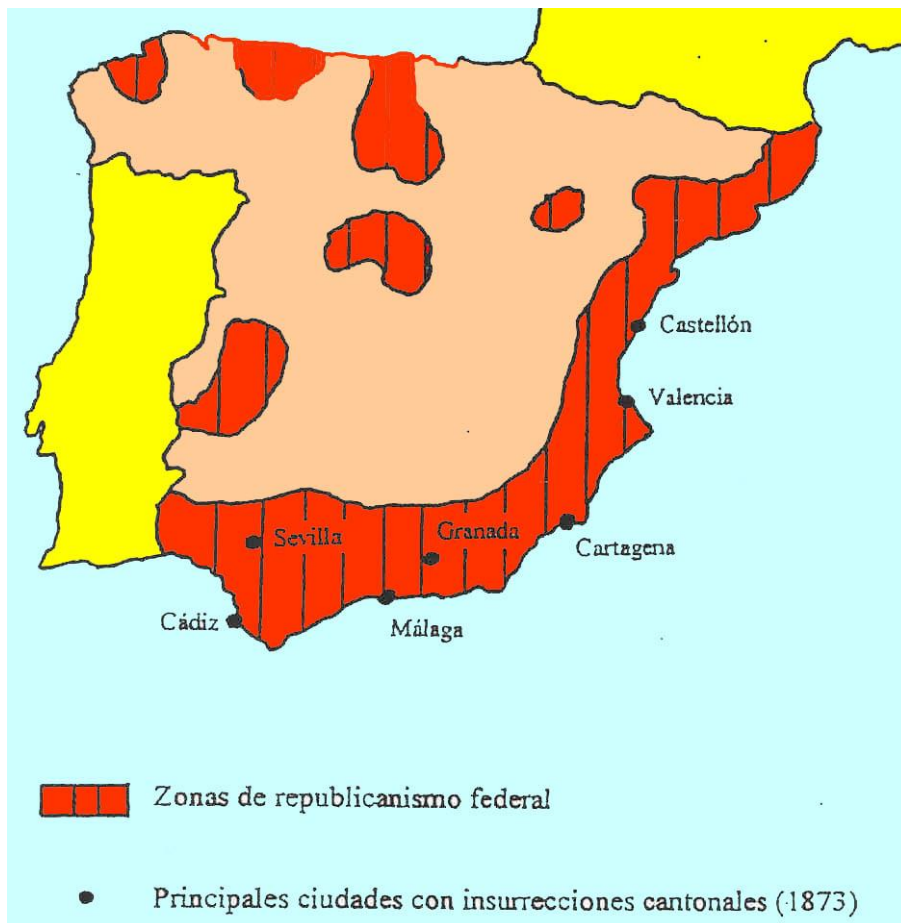 Castellón
Valencia
Sevilla
Granada
Cartagena
Cádiz
Málaga
Zonas de republicanismo federal
Principales ciudades con insurrecciones cantonales (1873)